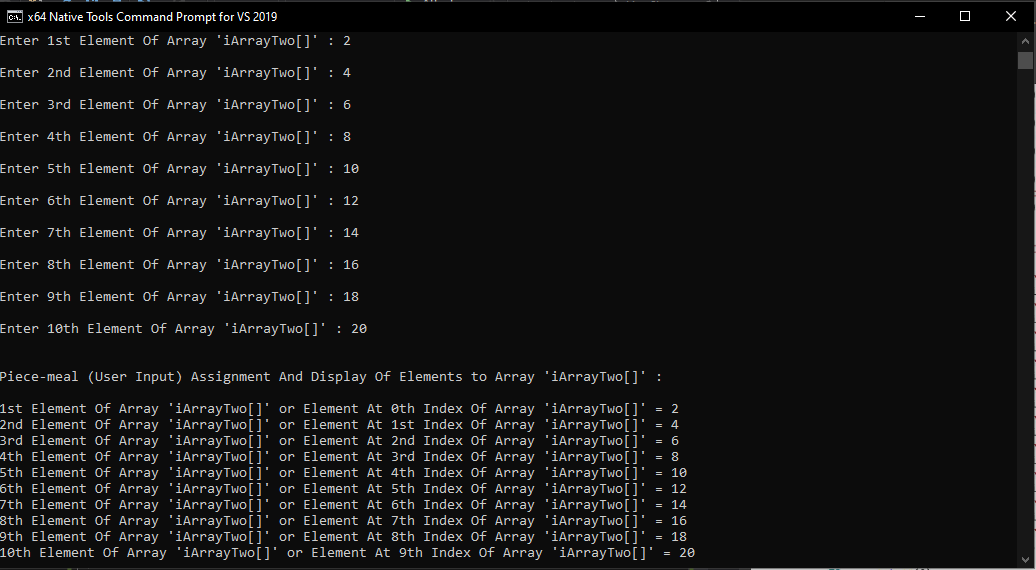 x64 Native Tools Command Prompt for VS 2019
Enter 1st Element Of Array 'iArrayTwo[]' : 2
Enter 2nd Element Of Array 'iArrayTwo[]' : 4
Enter 3rd Element Of Array 'iArrayTwo[]' : 6
Enter 4th Element Of Array 'iArrayTwo[]' : 8
Enter 5th Element Of Array 'iArrayTwo[]' : 10
Enter 6th Element Of Array 'iArrayTwo[]' : 12
Enter 7th Element Of Array 'iArrayTwo[]' : 14
Enter 8th Element Of Array 'iArrayTwo[]' : 16
Enter 9th Element Of Array 'iArrayTwo[]' : 18
Enter 10th Element Of Array 'iArrayTwo[]' : 20
Piece-meal (User Input) Assignment And Display Of Elements to Array 'iArrayTwo[]' :
1st Element Of Array 'iArrayTwo[]' or Element At 0th Index Of Array 'iArrayTwo[]' = 2
2nd Element Of Array 'iArrayTwo[]' or Element At 1st Index Of Array 'iArrayTwo[]' = 4
3rd Element Of Array 'iArrayTwo[]' or Element At 2nd Index Of Array 'iArrayTwo[]' = 6
4th Element Of Array 'iArrayTwo[]' or Element At 3rd Index Of Array 'iArrayTwo[]' = 8
5th Element Of Array 'iArrayTwo[]' or Element At 4th Index Of Array 'iArrayTwo[]' = 10
6th Element Of Array 'iArrayTwo[]' or Element At 5th Index Of Array 'iArrayTwo[]' = 12
7th Element Of Array 'iArrayTwo[]' or Element At 6th Index Of Array 'iArrayTwo[]' = 14
8th Element Of Array 'iArrayTwo[]' or Element At 7th Index Of Array 'iArrayTwo[]' = 16
9th Element Of Array 'iArrayTwo[]' or Element At 8th Index Of Array 'iArrayTwo[]' = 18
10th Element Of Array 'iArrayTwo[]' or Element At 9th Index Of Array 'iArrayTwo[]' = 20